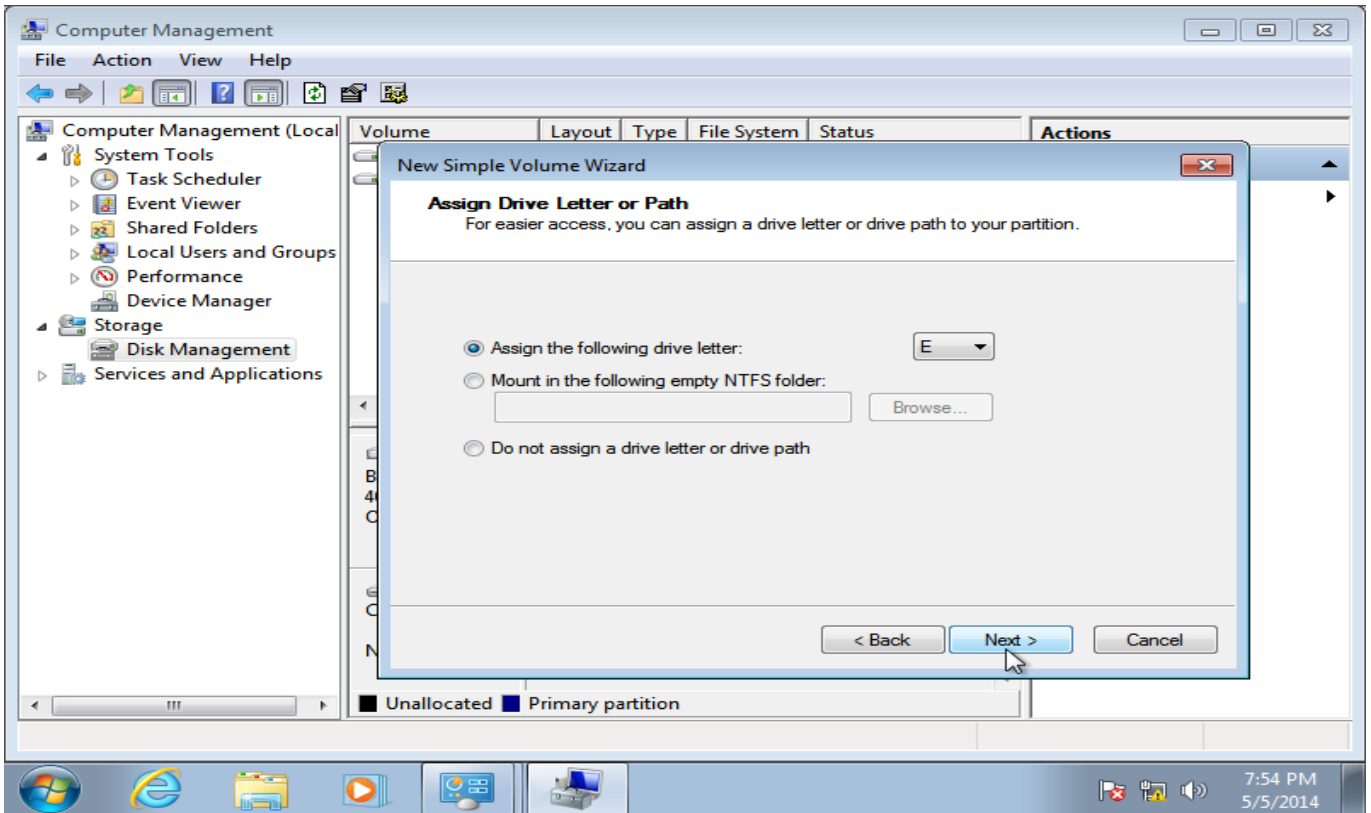 Computer Management
File Action View Help
Computer Management (Local
System Tools
Task Scheduler
Event Viewer
Shared Folders
Local Users and Groups
Performance
Device Manager
Storage
Disk Management
Services and Applications
Volume Layout Type File System Status
Actions
New Simple Volume Wizard
Assign Drive Letter or Path
For easier access, you can assign a drive letter or drive path to your partition.
Assign the following drive letter: E
Mount in the following empty NTFS folder:
Browse...
Do not assign a drive letter or drive path
< Back Next > Cancel
Unallocated Primary partition
7:54 PM
5/5/2014